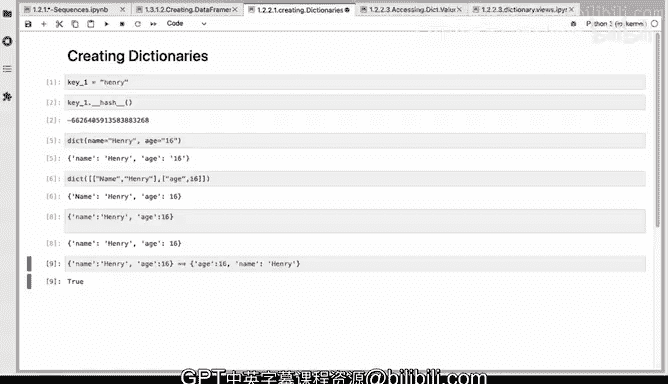 1.2.1.*-Sequences.ipynb
1.3.1.2.Creating.DataFrame
1.2.2.1.creating.Dictionaries
1.2.2.3.Accessing.Dict.Value
1.2.2.3.dictionary.views.ipyn
Code
Python 3
Creating Dictionaries
[1]: key_1 = "henry"
[2]: key_1.__hash__()
[2]: -6626405913583883268
[5]: dict(name="Henry", age="16")
[5]: {'name': 'Henry', 'age': '16'}
[6]: dict([["Name","Henry"],["age",16]])
[6]: {'Name': 'Henry', 'age': 16}
[8]: {'name':'Henry', 'age':16}
[8]: {'name': 'Henry', 'age': 16}
[9]: {'name':'Henry', 'age':16} == {'age':16, 'name': 'Henry'}
[9]: True
GPT中英字幕课程资源@bilibili.com